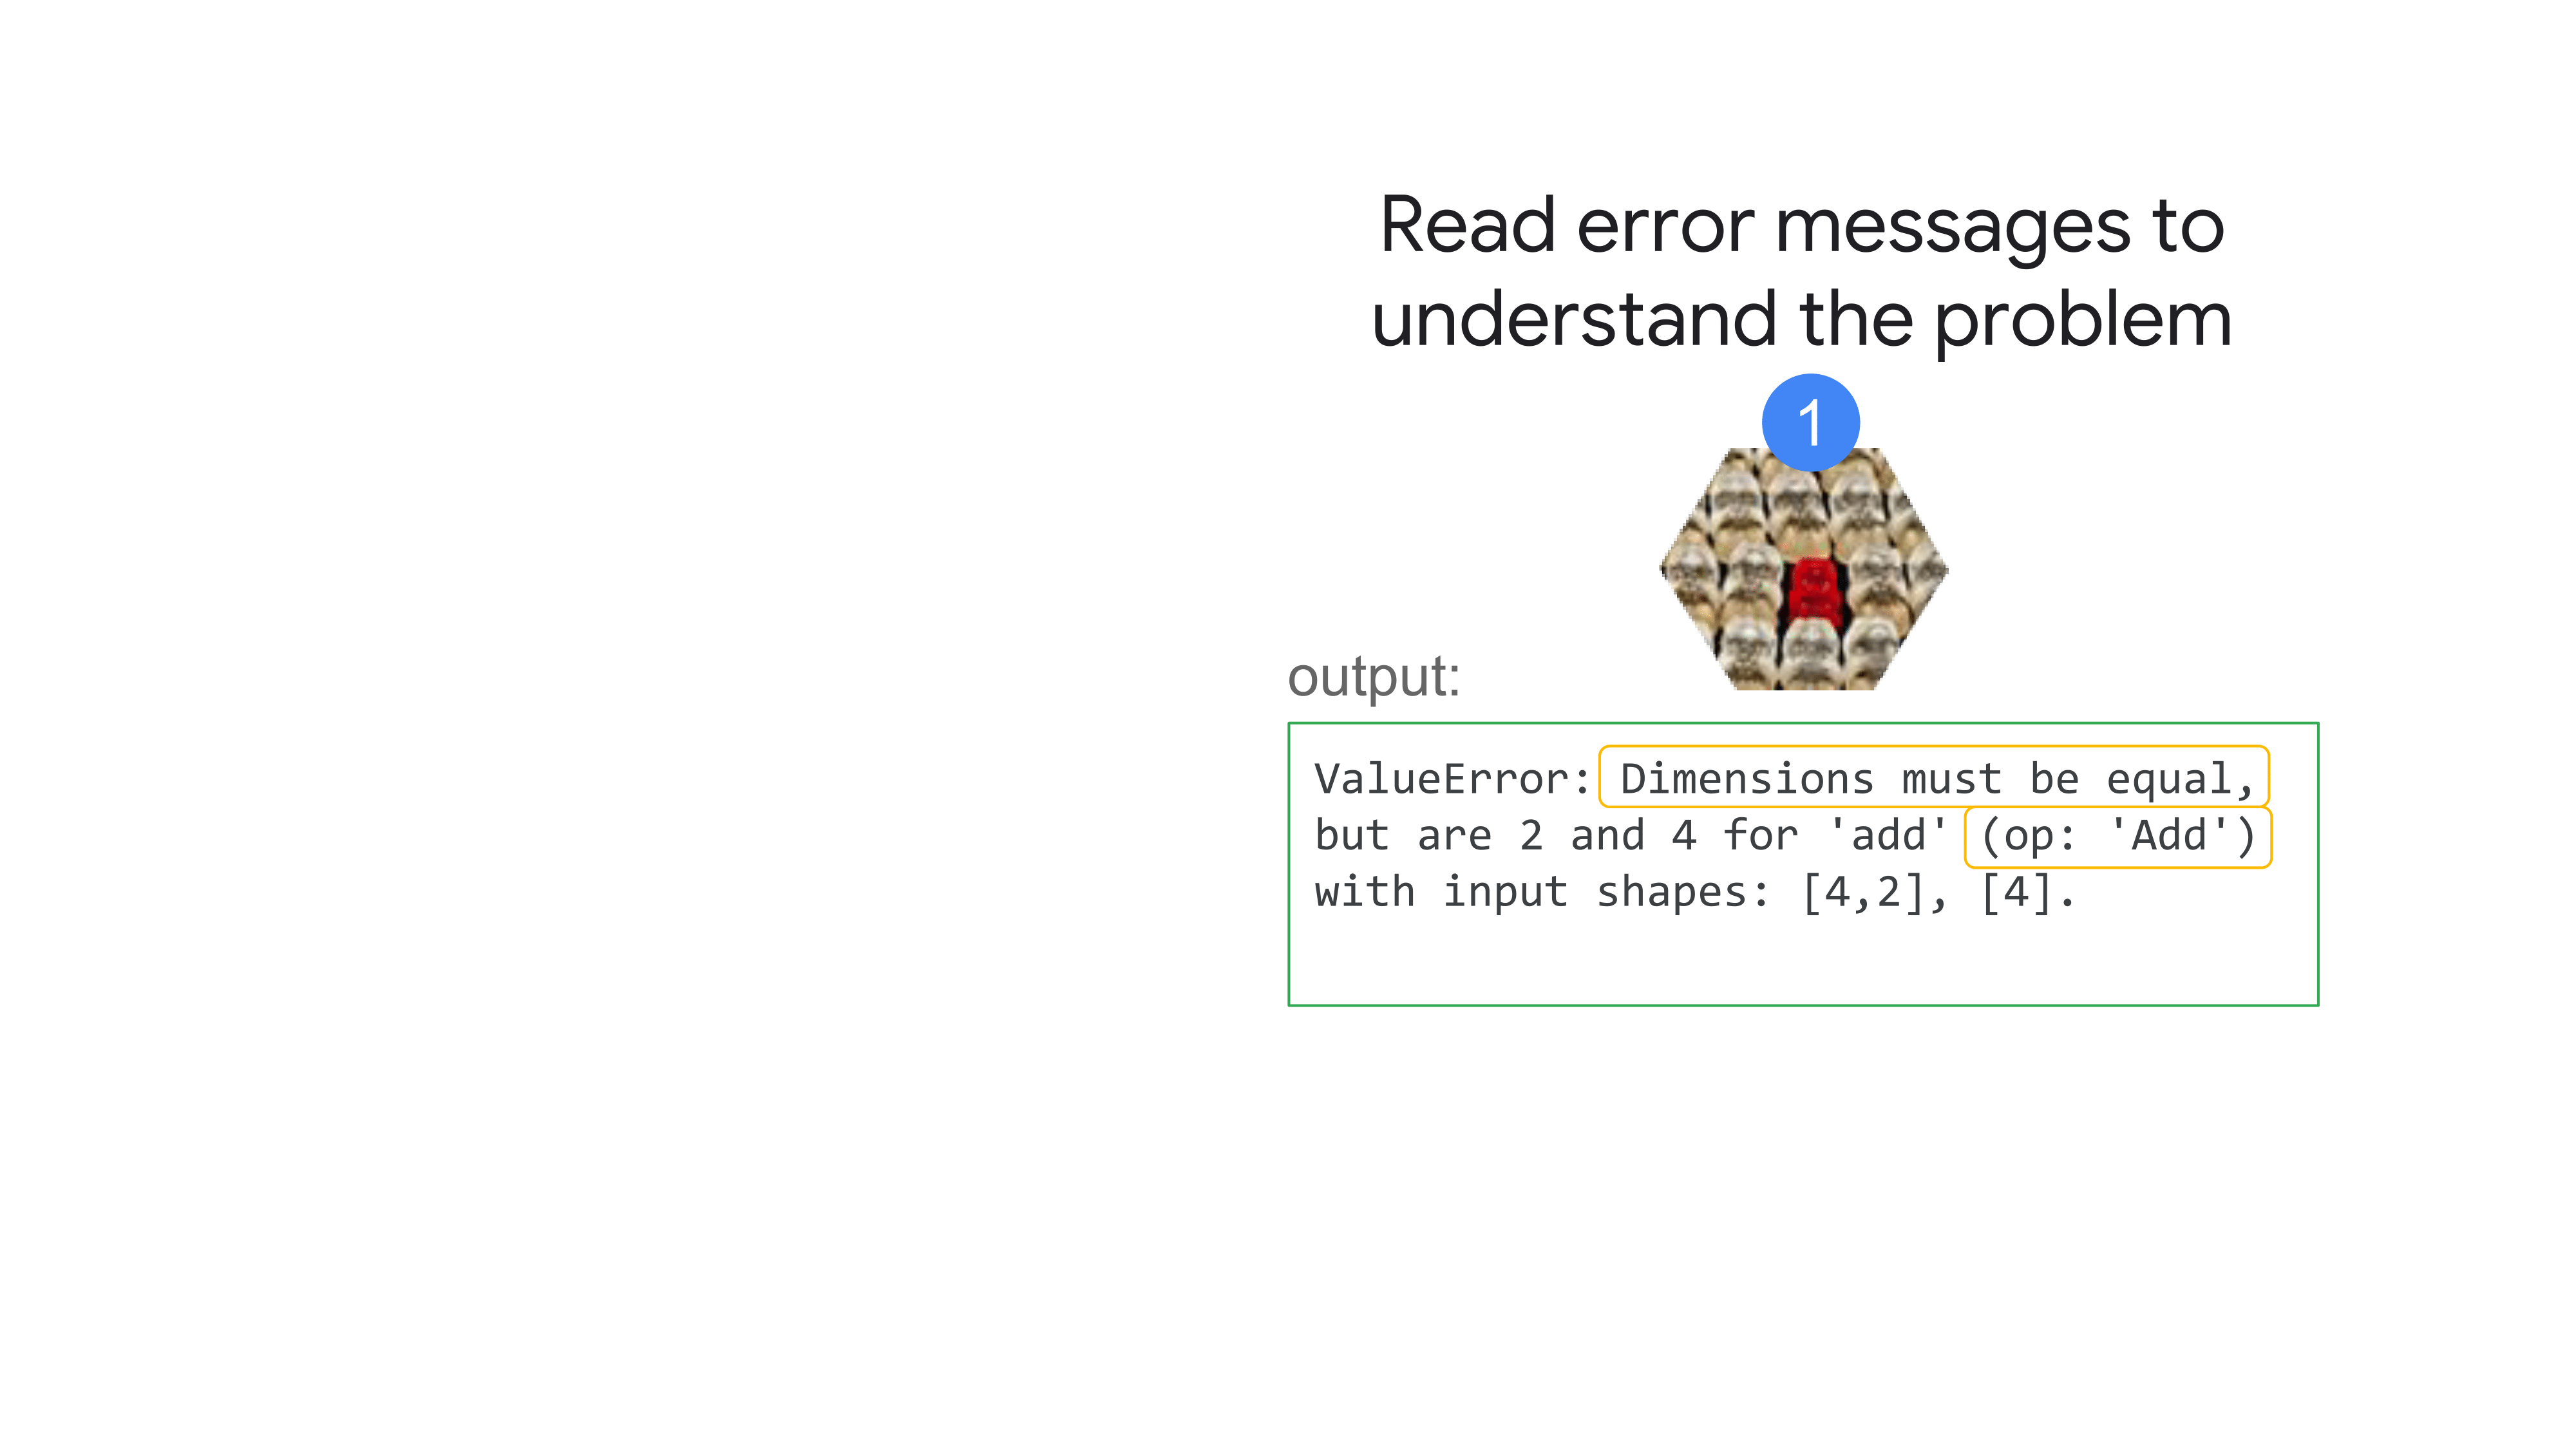 Read error messages to
understand the problem
1
output:
ValueError: Dimensions must be equal,
but are 2 and 4 for 'add' (op: 'Add')
with input shapes: [4,2], [4].